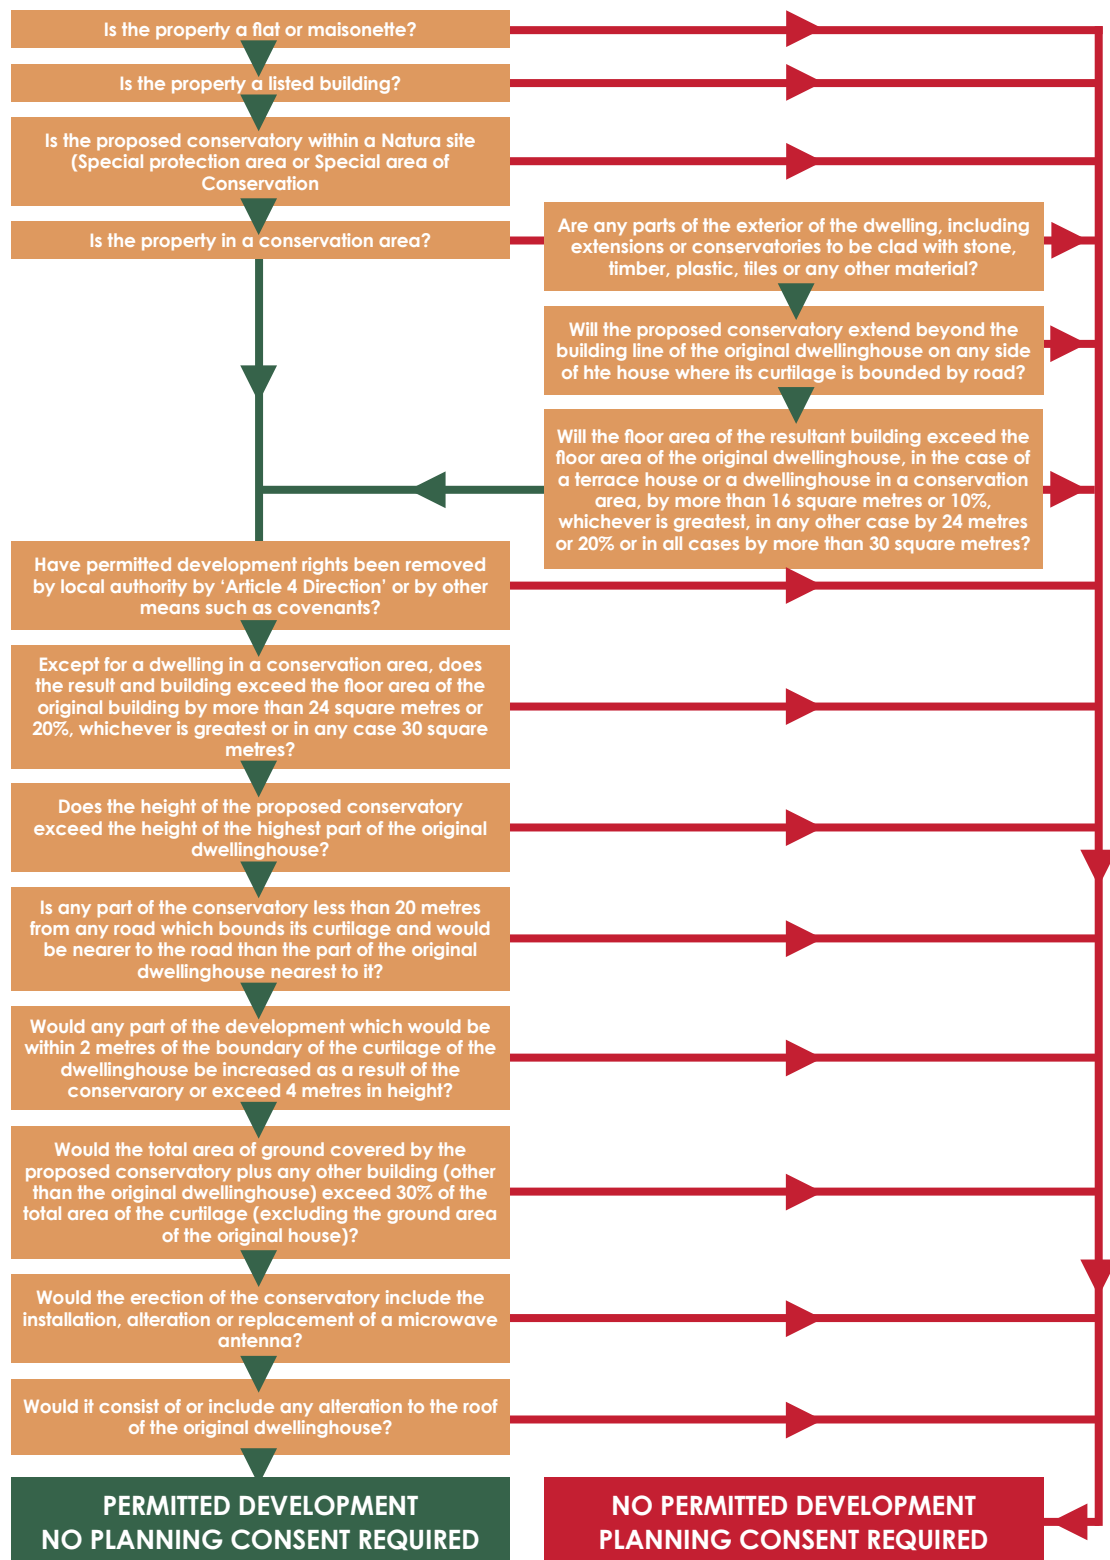 Is the property a flat or maisonette?
Is the property a listed building?
Is the proposed conservatory within a Natura site
(Special protection area or Special area of
Conservation
Is the property in a conservation area?
Are any parts of the exterior of the dwelling, including
extensions or conservatories to be clad with stone,
timber, plastic, tiles or any other material?
Will the proposed conservatory extend beyond the
building line of the original dwellinghouse on any side
of hte house where its curtilage is bounded by road?
Will the floor area of the resultant building exceed the
floor area of the original dwellinghouse, in the case of
a terrace house or a dwellinghouse in a conservation
area, by more than 16 square metres or 10%,
whichever is greatest, in any other case by 24 metres
or 20% or in all cases by more than 30 square metres?
Have permitted development rights been removed
by local authority by ‘Article 4 Direction’ or by other
means such as covenants?
Except for a dwelling in a conservation area, does
the result and building exceed the floor area of the
original building by more than 24 square metres or
20%, whichever is greatest or in any case 30 square
metres?
Does the height of the proposed conservatory
exceed the height of the highest part of the original
dwellinghouse?
Is any part of the conservatory less than 20 metres
from any road which bounds its curtilage and would
be nearer to the road than the part of the original
dwellinghouse nearest to it?
Would any part of the development which would be
within 2 metres of the boundary of the curtilage of the
dwellinghouse be increased as a result of the
conservarory or exceed 4 metres in height?
Would the total area of ground covered by the
proposed conservatory plus any other building (other
than the original dwellinghouse) exceed 30% of the
total area of the curtilage (excluding the ground area
of the original house)?
Would the erection of the conservatory include the
installation, alteration or replacement of a microwave
antenna?
Would it consist of or include any alteration to the roof
of the original dwellinghouse?
PERMITTED DEVELOPMENT
NO PLANNING CONSENT REQUIRED
NO PERMITTED DEVELOPMENT
PLANNING CONSENT REQUIRED